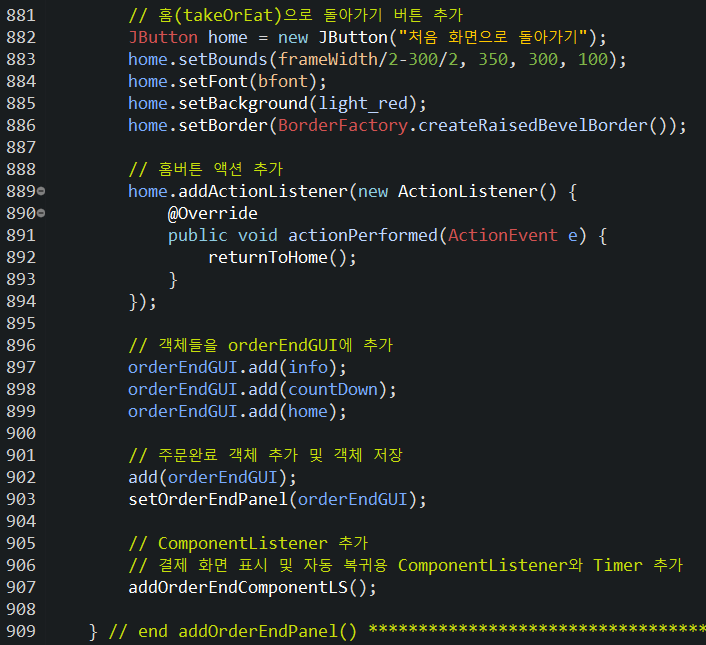 881 // 홈(takeOrEat)으로 돌아가기 버튼 추가
882 JButton home = new JButton("처음 화면으로 돌아가기");
883 home.setBounds(frameWidth/2-300/2, 350, 300, 100);
884 home.setFont(bfont);
885 home.setBackground(light_red);
886 home.setBorder(BorderFactory.createRaisedBevelBorder());
887
888 // 홈버튼 액션 추가
889 home.addActionListener(new ActionListener() {
890 @Override
891 public void actionPerformed(ActionEvent e) {
892 returnToHome();
893 }
894 });
895
896 // 객체들을 orderEndGUI에 추가
897 orderEndGUI.add(info);
898 orderEndGUI.add(countDown);
899 orderEndGUI.add(home);
900
901 // 주문완료 객체 추가 및 객체 저장
902 add(orderEndGUI);
903 setOrderEndPanel(orderEndGUI);
904
905 // ComponentListener 추가
906 // 결제 화면 표시 및 자동 복귀용 ComponentListener와 Timer 추가
907 addOrderEndComponentLS();
908
909 } // end addOrderEndPanel() **********************************